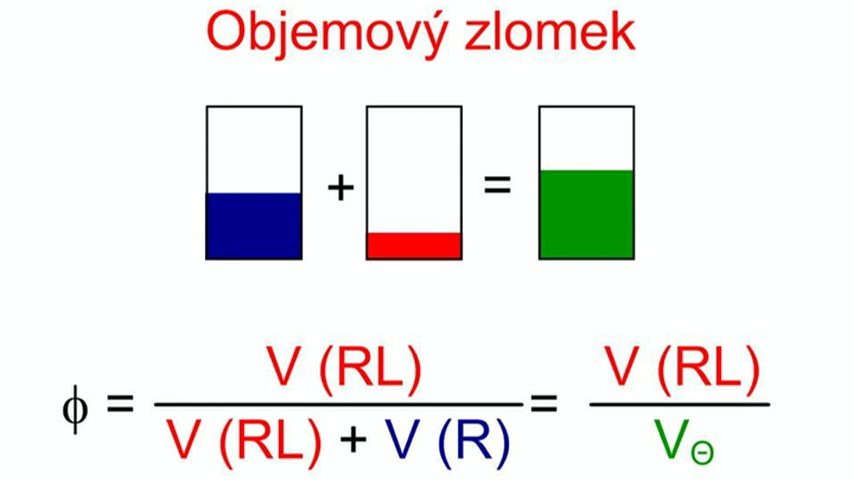 Objemový zlomek
+ =
V (RL) V (RL)
ϕ = =
V (RL) + V (R) V⊝